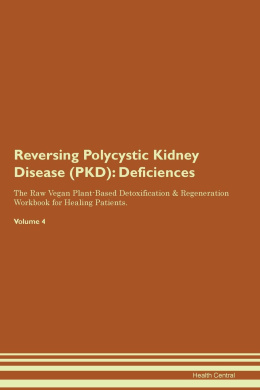 Reversing Polycystic Kidney
Disease (PKD): Deficiences
The Raw Vegan Plant-Based Detoxification & Regeneration
Workbook for Healing Patients.
Volume 4
Health Central